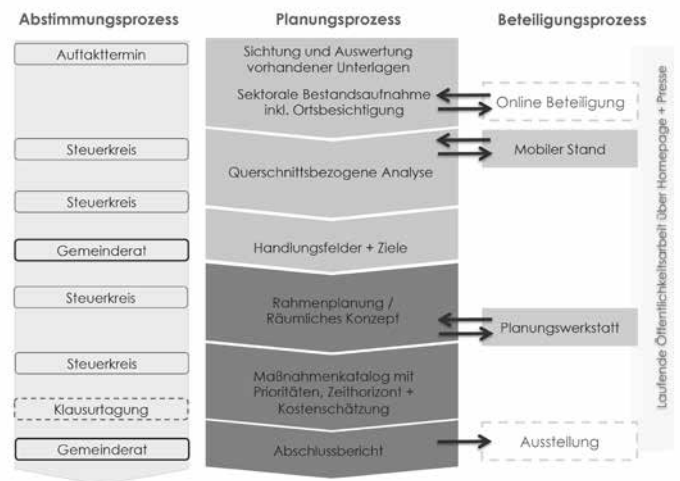 Abstimmungsprozess
Auftakttermin
Steuerkreis
Steuerkreis
Gemeinderat
Steuerkreis
Steuerkreis
Klausurtagung
Gemeinderat
Planungsprozess
Sichtung und Auswertung
vorhandener Unterlagen
Sektorale Bestandsaufnahme
inkl. Ortsbesichtigung
Querschnittsbezogene Analyse
Handlungsfelder + Ziele
Rahmenplanung /
Räumliches Konzept
Maßnahmenkatalog mit
Prioritäten, Zeithorizont +
Kostenschätzung
Abschlussbericht
Beteiligungsprozess
Online Beteiligung
Mobiler Stand
Planungswerkstatt
Ausstellung
Laufende Öffentlichkeitsarbeit über Homepage + Presse